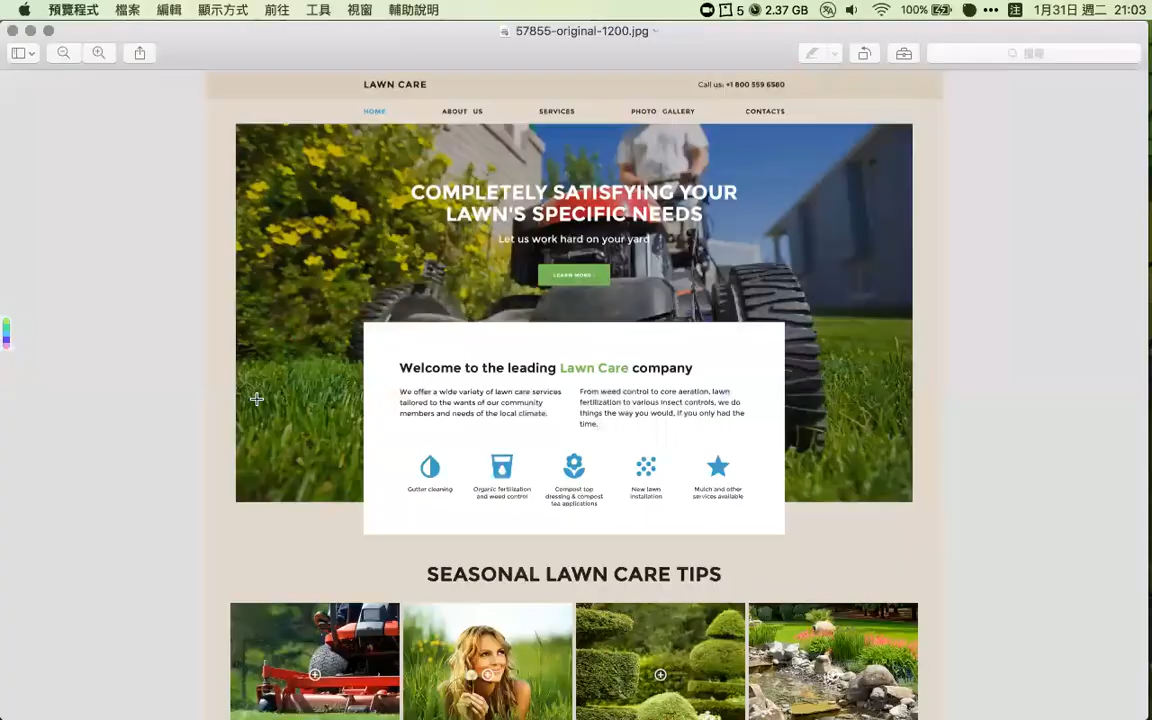 預覽程式 檔案 編輯 顯示方式 前往 工具 視窗 輔助說明 5 2.37 GB 100% 注 1月31日 週二 21:03
57855-original-1200.jpg
搜尋
LAWN CARE Call us: +1 800 559 6580
HOME ABOUT US SERVICES PHOTO GALLERY CONTACTS
COMPLETELY SATISFYING YOUR
LAWN'S SPECIFIC NEEDS
Let us work hard on your yard
LEARN MORE
Welcome to the leading Lawn Care company
We offer a wide variety of lawn care services
tailored to the wants of our community
members and needs of the local climate.
From weed control to core aeration, lawn
fertilization to various insect controls, we do
things the way you would, if you only had the
time.
Gutter cleaning
Organic fertilization
and weed control
Compost top
dressing & compost
tea applications
New lawn
installation
Mulch and other
services available
SEASONAL LAWN CARE TIPS